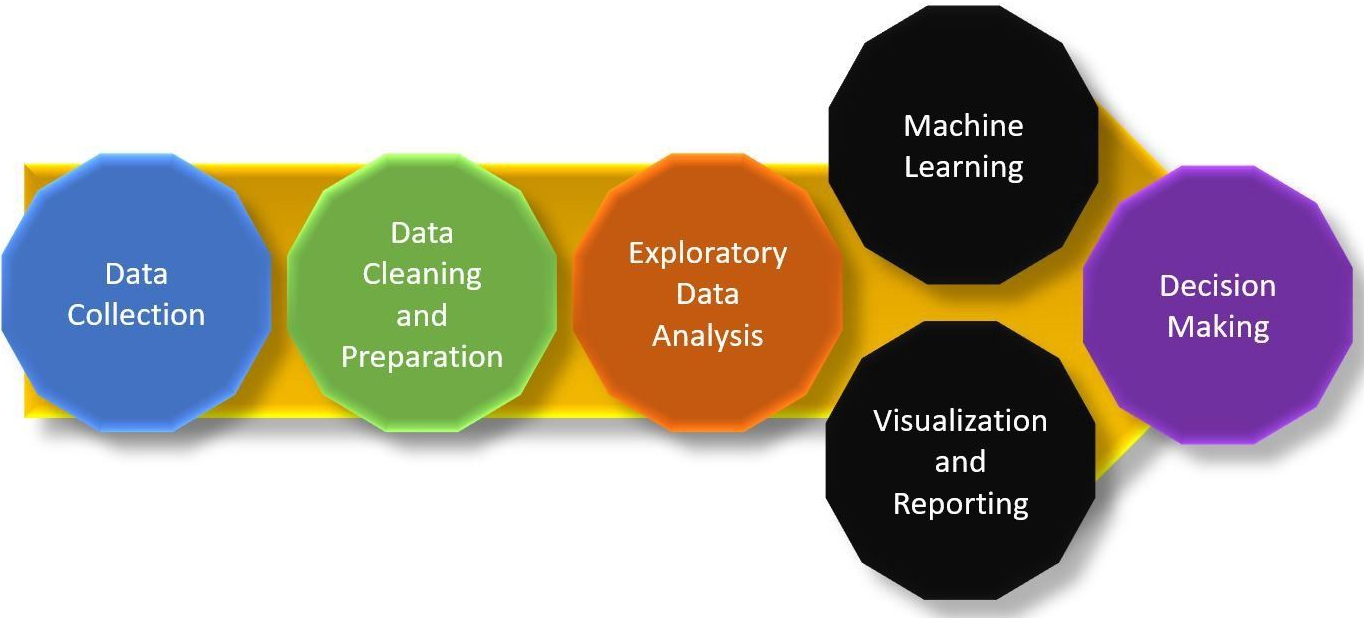 Data
Collection
Data
Cleaning
and
Preparation
Exploratory
Data
Analysis
Machine
Learning
Visualization
and
Reporting
Decision
Making